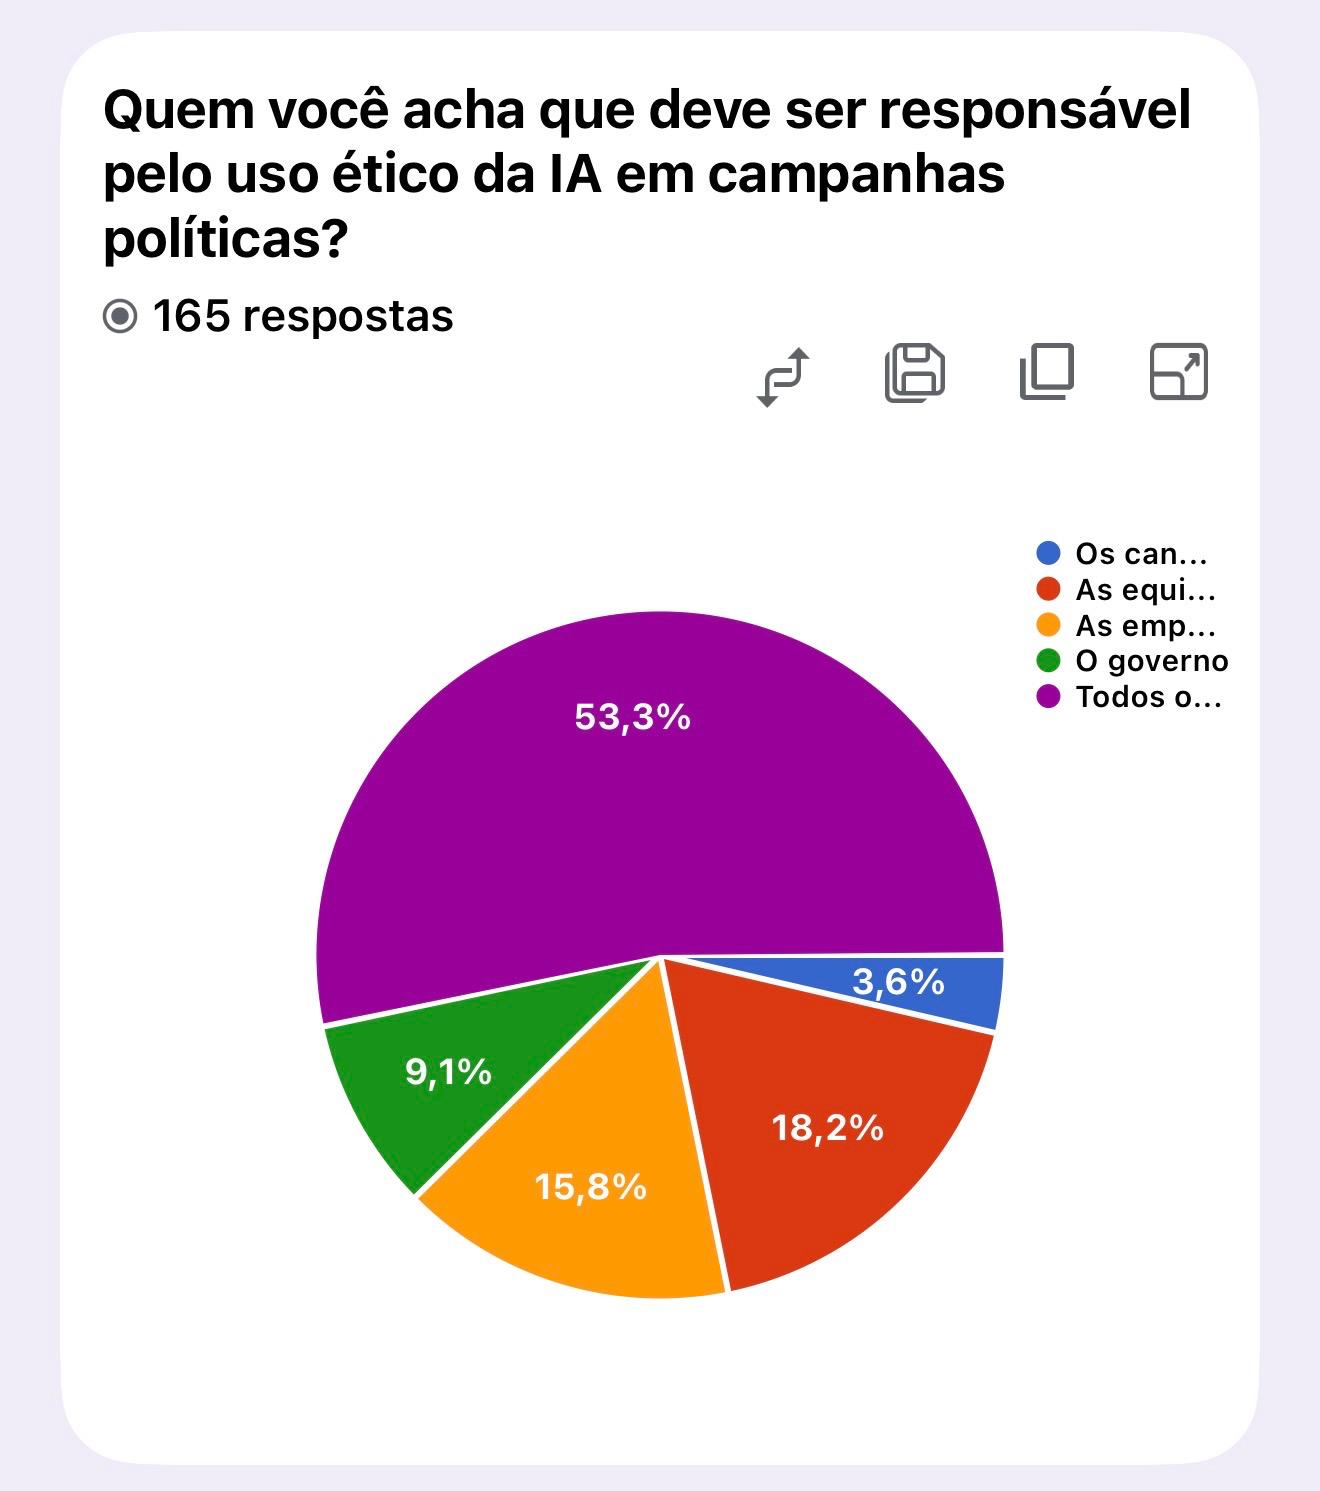 Quem você acha que deve ser responsável
pelo uso ético da IA em campanhas
políticas?
165 respostas
Os can...
As equi...
As emp...
O governo
Todos o...
53,3%
3,6%
9,1%
18,2%
15,8%